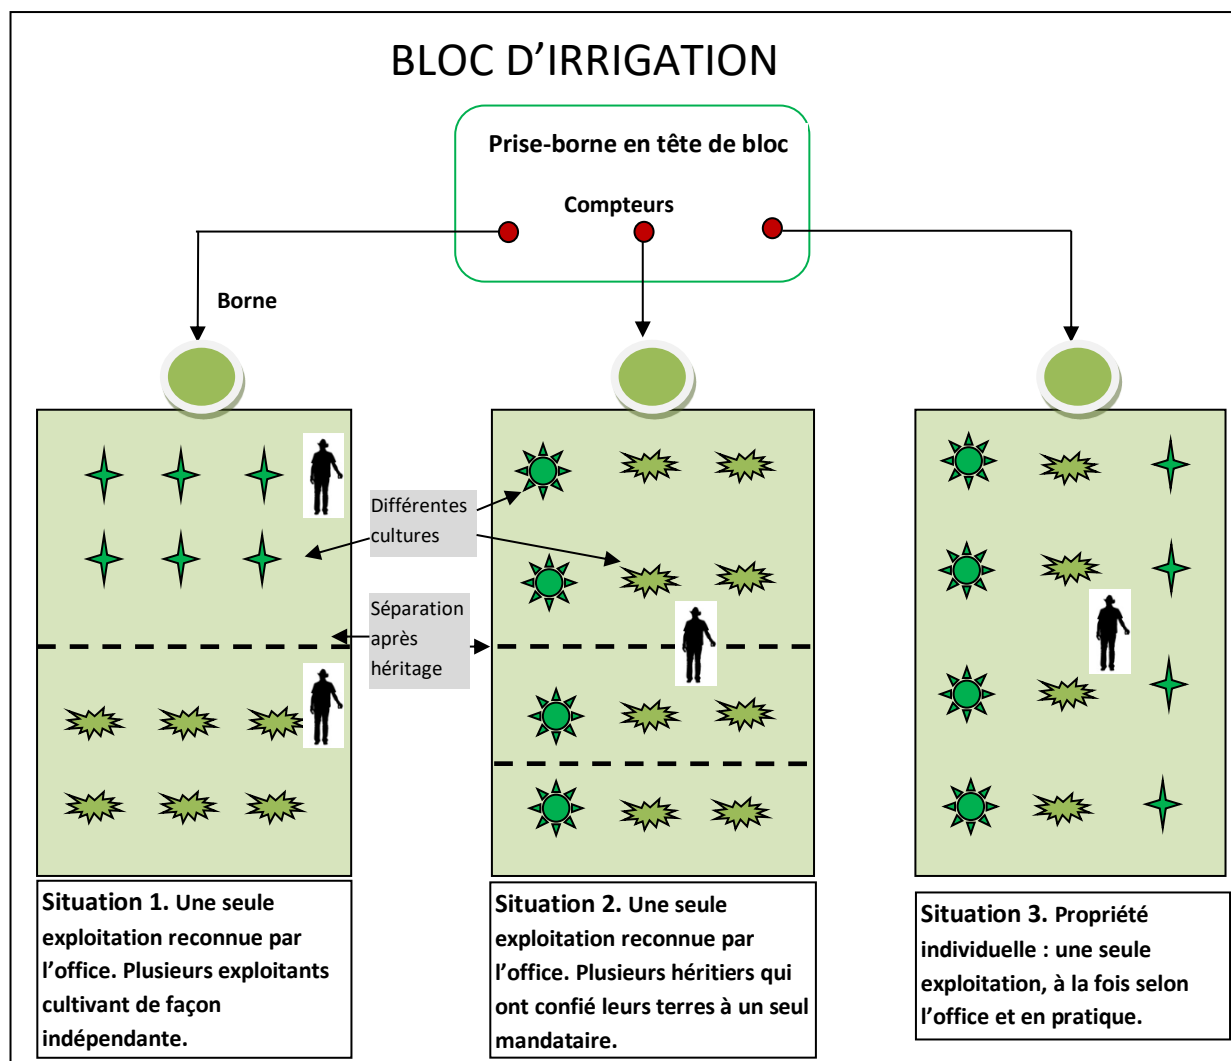 BLOC D'IRRIGATION
Prise-borne en tête de bloc
Compteurs
Borne
Différentes
cultures
Séparation
après
héritage
Situation 1. Une seule
exploitation reconnue par
l'office. Plusieurs exploitants
cultivant de façon
indépendante.
Situation 2. Une seule
exploitation reconnue par
l'office. Plusieurs héritiers qui
ont confié leurs terres à un seul
mandataire.
Situation 3. Propriété
individuelle : une seule
exploitation, à la fois selon
l'office et en pratique.